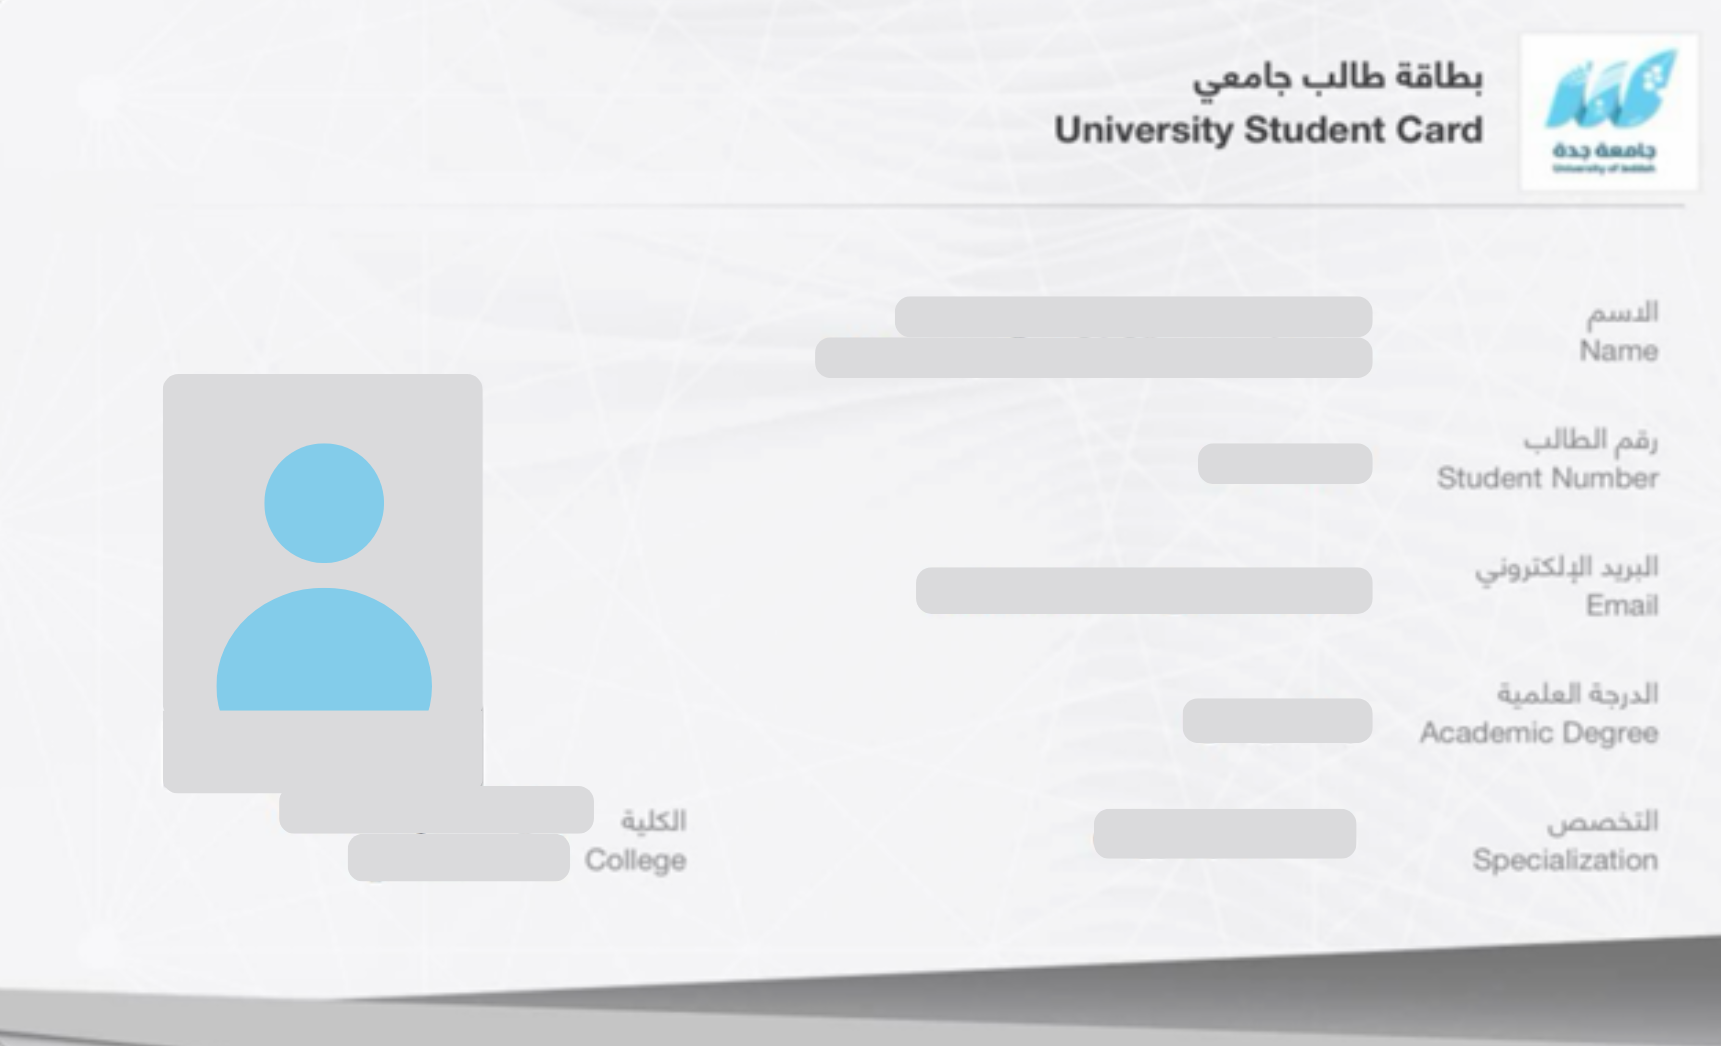 بطاقة طالب جامعي
University Student Card
جامعة جدة
University of Jeddah
الاسم
Name
رقم الطالب
Student Number
البريد الإلكتروني
Email
الدرجة العلمية
Academic Degree
التخصص
Specialization
الكلية
College